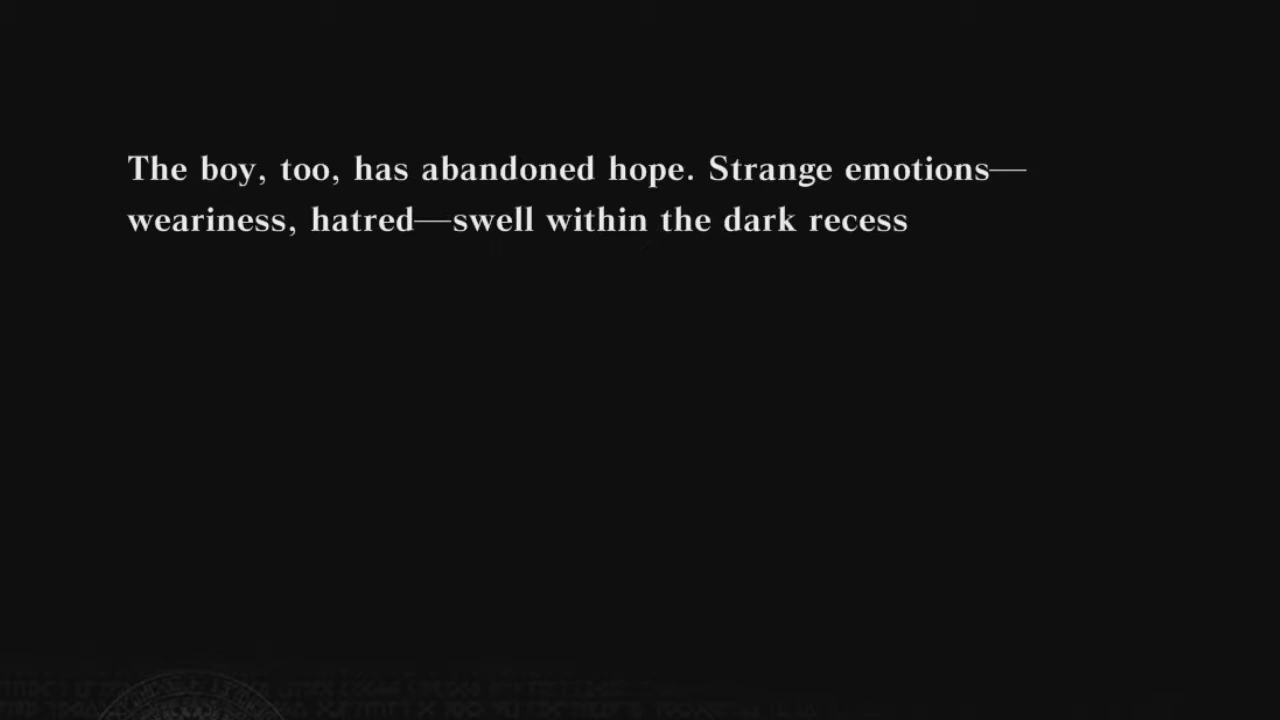 The boy, too, has abandoned hope. Strange emotions—
weariness, hatred—swell within the dark recess